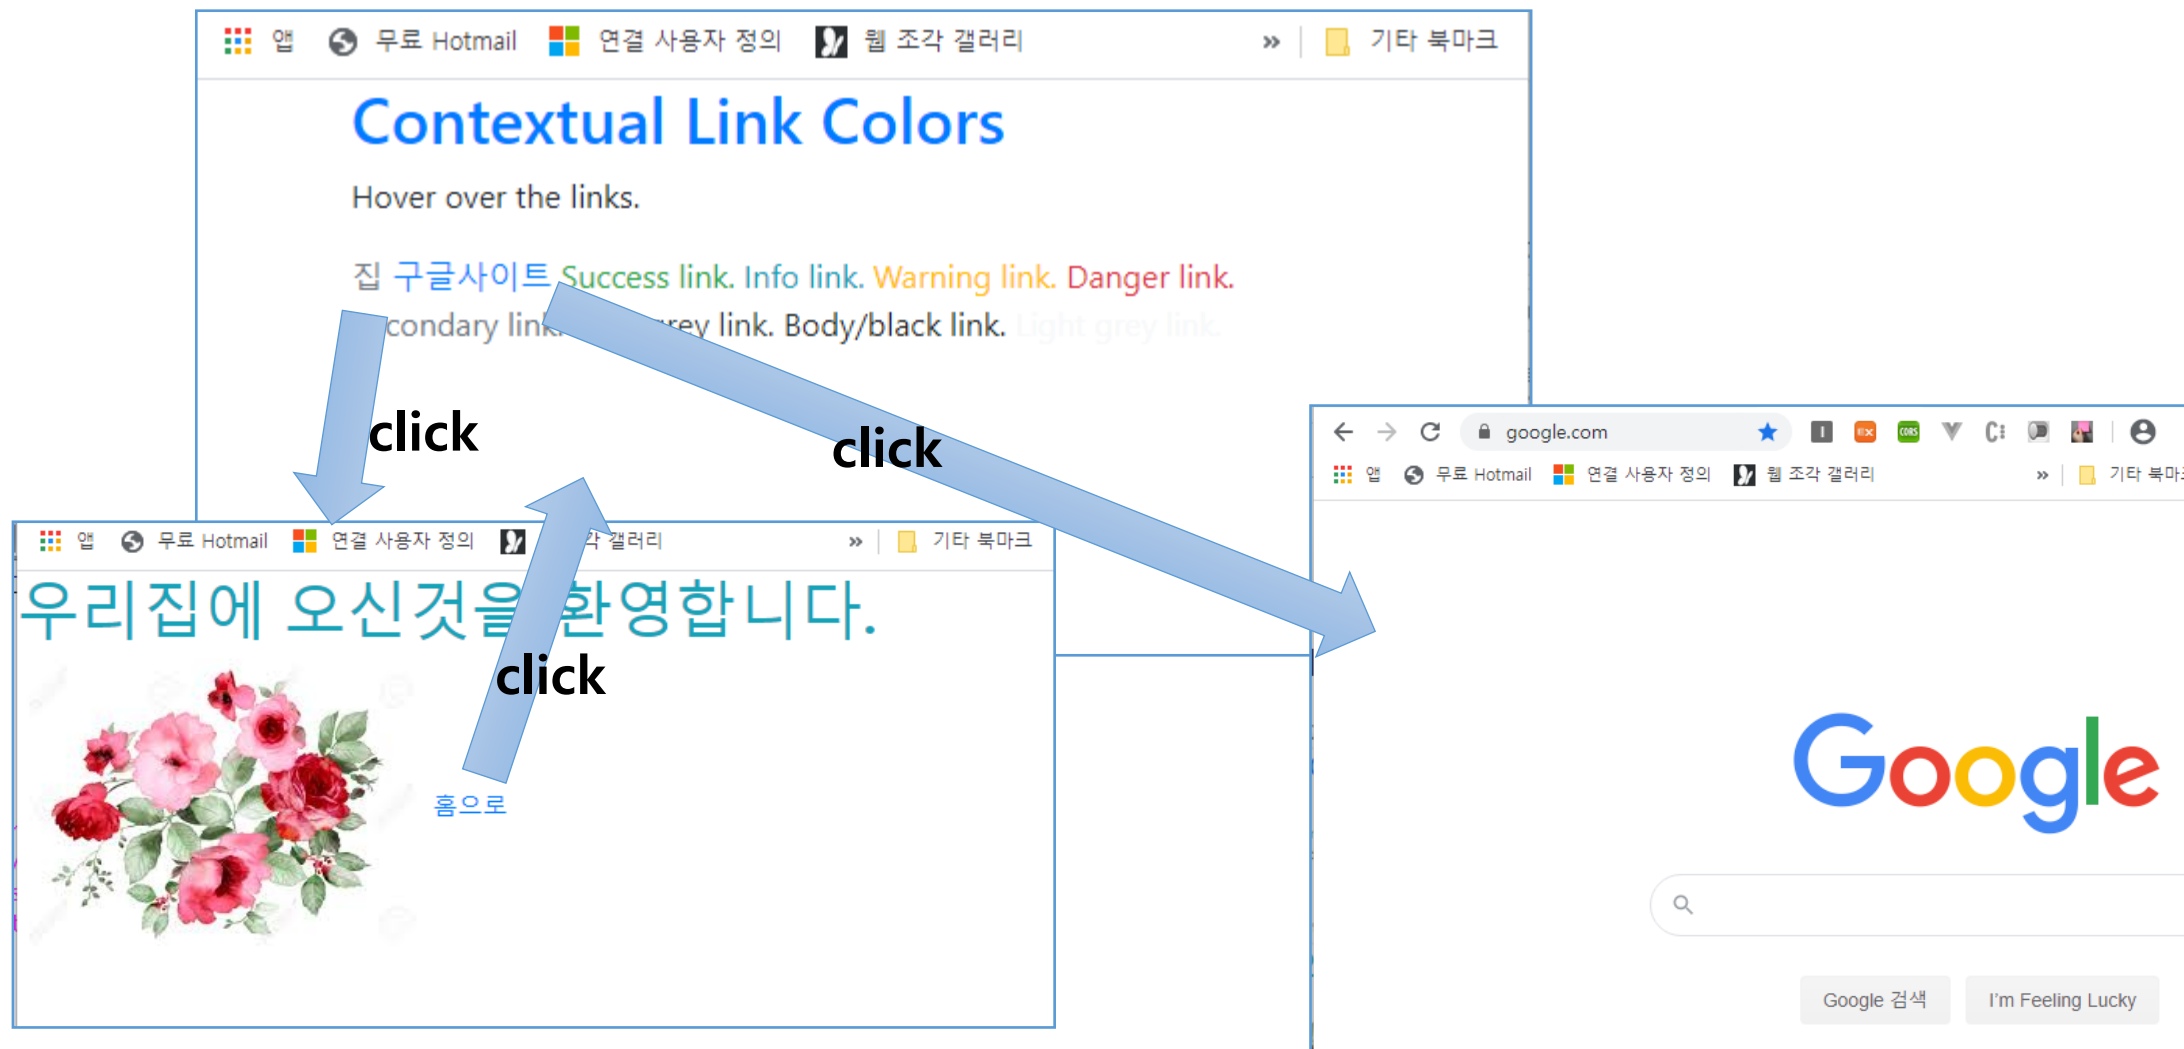 앱 무료 Hotmail 연결 사용자 정의 웹 조각 갤러리 » 기타 북마크
Contextual Link Colors
Hover over the links.
집 구글사이트 Success link. Info link. Warning link. Danger link.
condary link. rey link. Body/black link. Light grey link.
click
click
google.com
앱 무료 Hotmail 연결 사용자 정의 웹 조각 갤러리 » 기타 북마크
앱 무료 Hotmail 연결 사용자 정의 각 갤러리 » 기타 북마크
우리집에 오신것을 환영합니다.
click
홈으로
Google
Google 검색 I'm Feeling Lucky